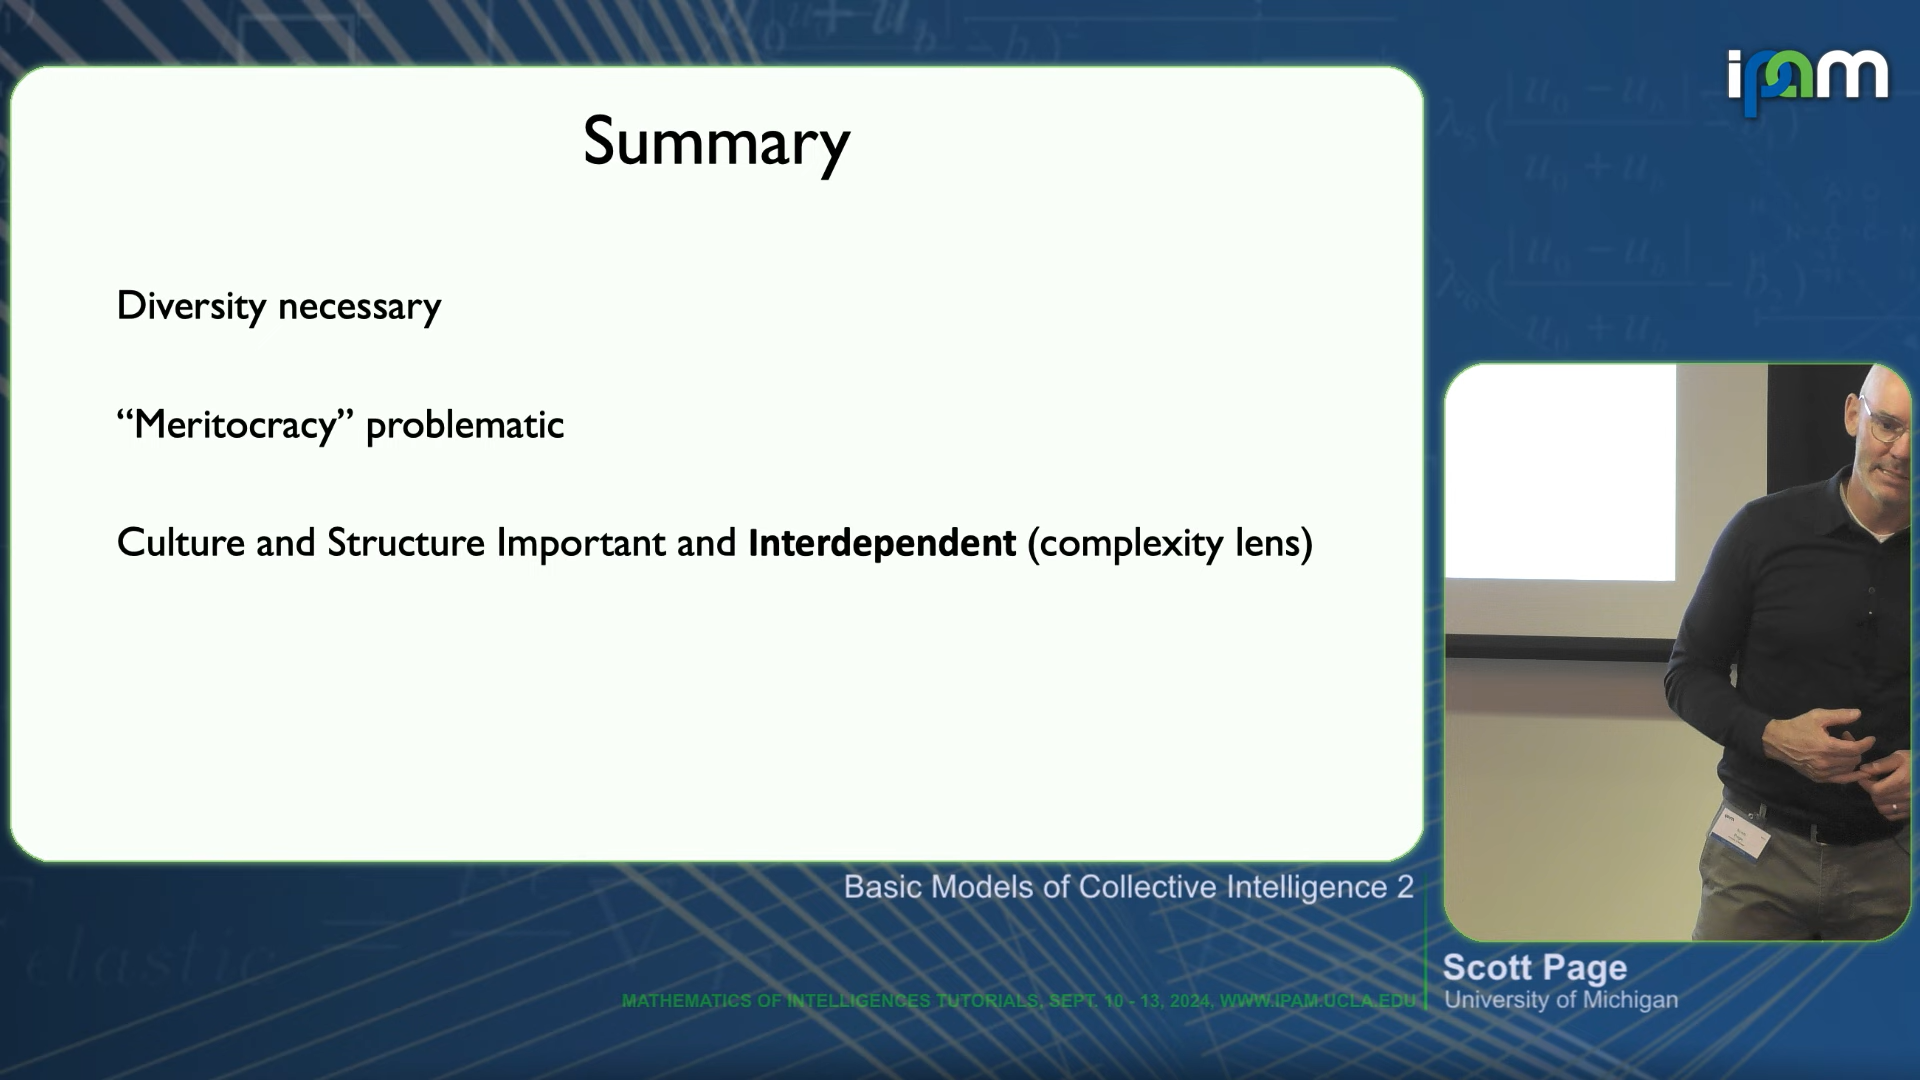 ipam
Summary
Diversity necessary
“Meritocracy” problematic
Culture and Structure Important and Interdependent (complexity lens)
Basic Models of Collective Intelligence 2
Scott Page
University of Michigan
MATHEMATICS OF INTELLIGENCES TUTORIALS, SEPT. 10 - 13, 2024, WWW.IPAM.UCLA.EDU
elastic